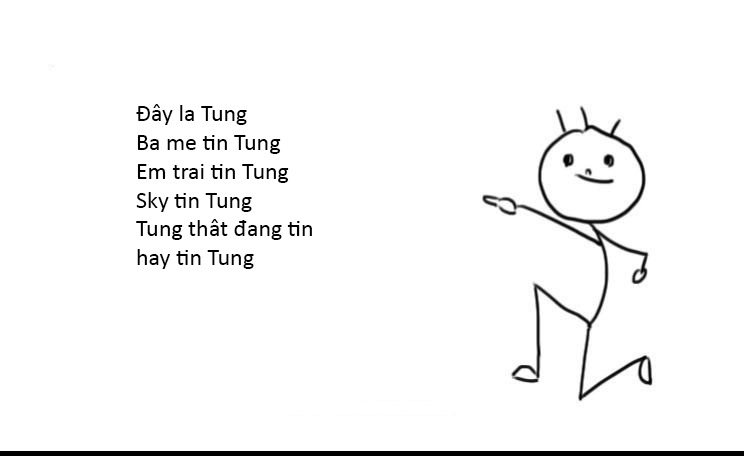 Đây la Tung
Ba me tin Tung
Em trai tin Tung
Sky tin Tung
Tung thât đang tin
hay tin Tung